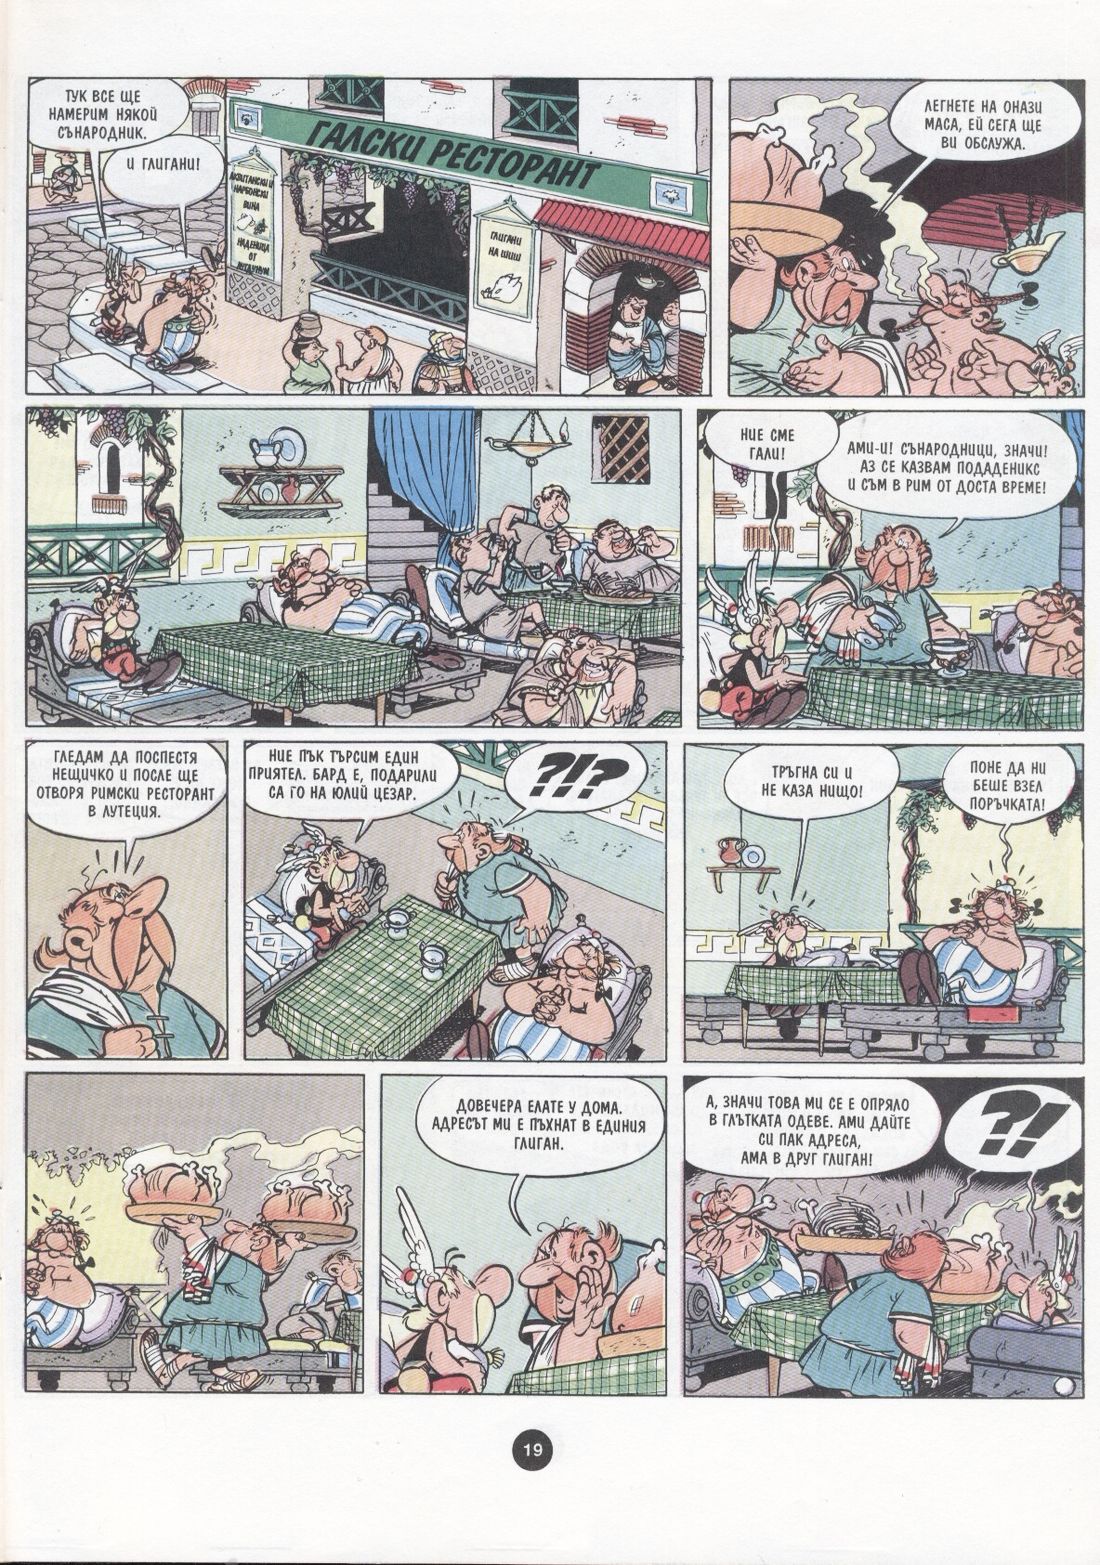 ТУК ВСЕ ЩЕ
НАМЕРИМ НЯКОЙ
СЪНАРОДНИК.
И ГЛИГАНИ!
ГАЛСКИ РЕСТОРАНТ
НАРБОНСКИ
ВИНА
НАДЕНИЦА
ОТ
ГЛИГАНИ
НА ШИШ
ЛЕГНЕТЕ НА ОНАЗИ
МАСА, ЕЙ СЕГА ЩЕ
ВИ ОБСЛУЖА.
НИЕ СМЕ
ГАЛИ!
АМИ-И! СЪНАРОДНИЦИ, ЗНАЧИ!
АЗ СЕ КАЗВАМ ПОДАДЕНИКС
И СЪМ В РИМ ОТ ДОСТА ВРЕМЕ!
ГЛЕДАМ ДА ПОСПЕСТЯ
НЕЩИЧКО И ПОСЛЕ ЩЕ
ОТВОРЯ РИМСКИ РЕСТОРАНТ
В ЛУТЕЦИЯ.
НИЕ ПЪК ТЪРСИМ ЕДИН
ПРИЯТЕЛ. БАРД Е, ПОДАРИЛИ
СА ГО НА ЮЛИЙ ЦЕЗАР.
?!?
ТРЪГНА СИ И
НЕ КАЗА НИЩО!
ПОНЕ ДА НИ
БЕШЕ ВЗЕЛ
ПОРЪЧКАТА!
ДОВЕЧЕРА ЕЛАТЕ У ДОМА.
АДРЕСЪТ МИ Е ПЪХНАТ В ЕДИНИЯ
ГЛИГАН.
А, ЗНАЧИ ТОВА МИ СЕ Е ОПРЯЛО
В ГЛЪТКАТА ОДЕВЕ. АМИ ДАЙТЕ
СИ ПАК АДРЕСА,
АМА В ДРУГ ГЛИГАН!
?!
19